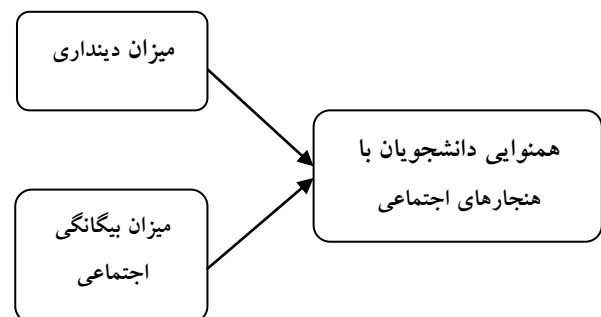 میزان دینداری
همنوایی دانشجویان با
هنجارهای اجتماعی
میزان بیگانگی
اجتماعی